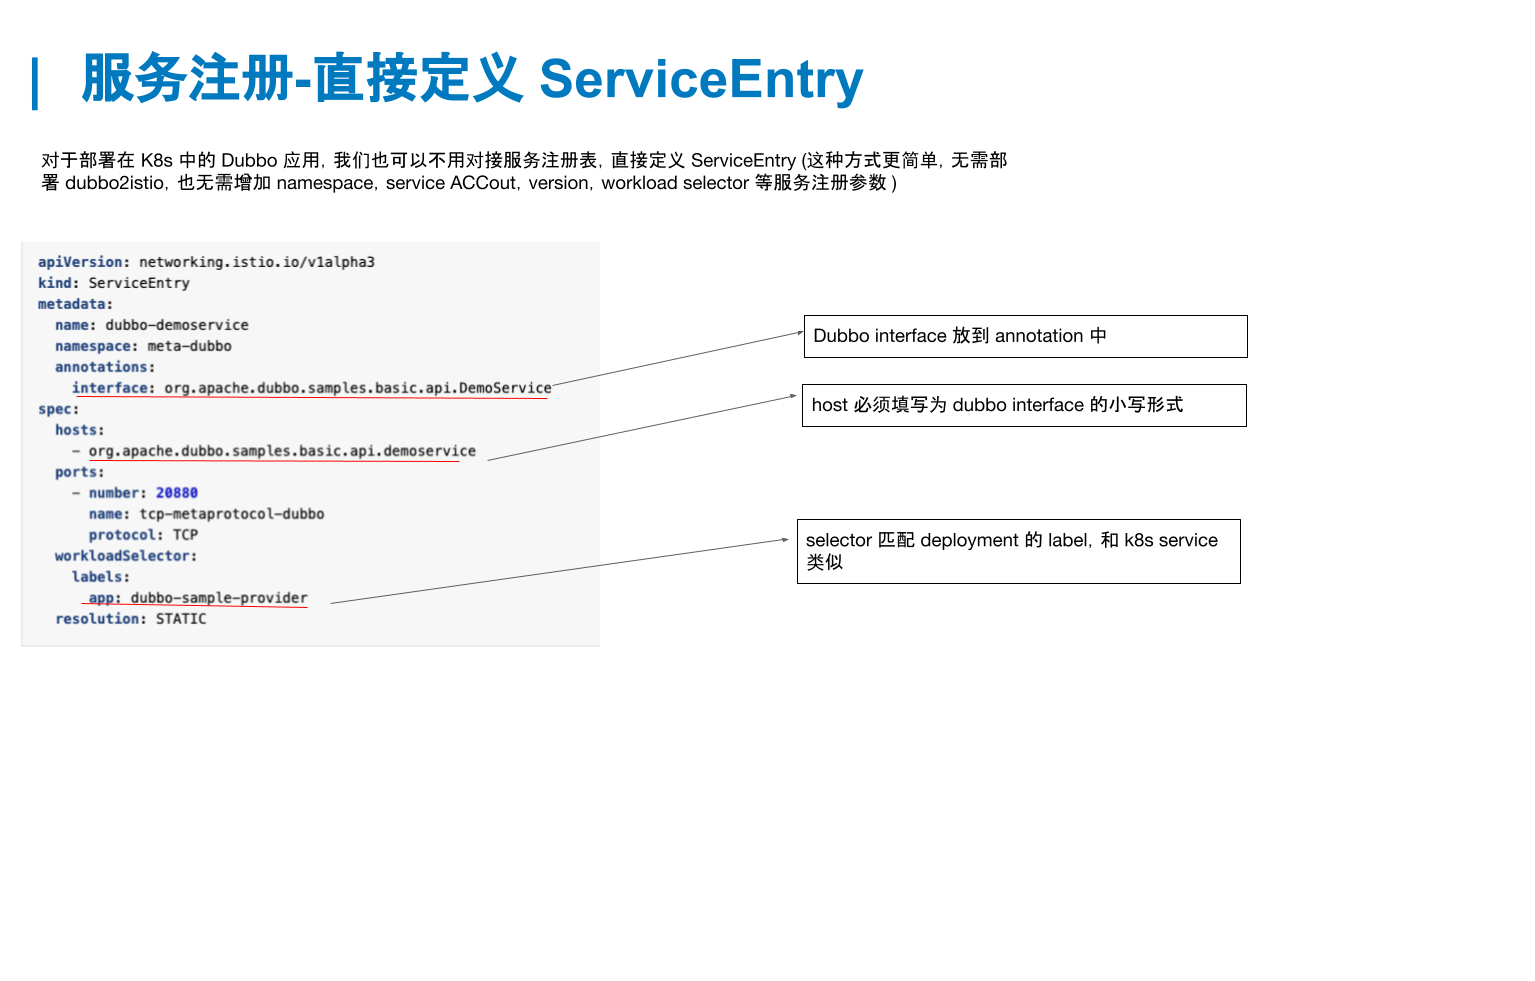 服务注册-直接定义 ServiceEntry
对于部署在 K8s 中的 Dubbo 应用, 我们也可以不用对接服务注册表, 直接定义 ServiceEntry (这种方式更简单, 无需部
署 dubbo2istio, 也无需增加 namespace, service ACCout, version, workload selector 等服务注册参数 )
apiVersion: networking.istio.io/v1alpha3
kind: ServiceEntry
metadata:
  name: dubbo-demoservice
  namespace: meta-dubbo
  annotations:
    interface: org.apache.dubbo.samples.basic.api.DemoService
spec:
  hosts:
    - org.apache.dubbo.samples.basic.api.demoservice
  ports:
    - number: 20880
      name: tcp-metaprotocol-dubbo
      protocol: TCP
  workloadSelector:
    labels:
      app: dubbo-sample-provider
  resolution: STATIC
Dubbo interface 放到 annotation 中
host 必须填写为 dubbo interface 的小写形式
selector 匹配 deployment 的 label, 和 k8s service
类似